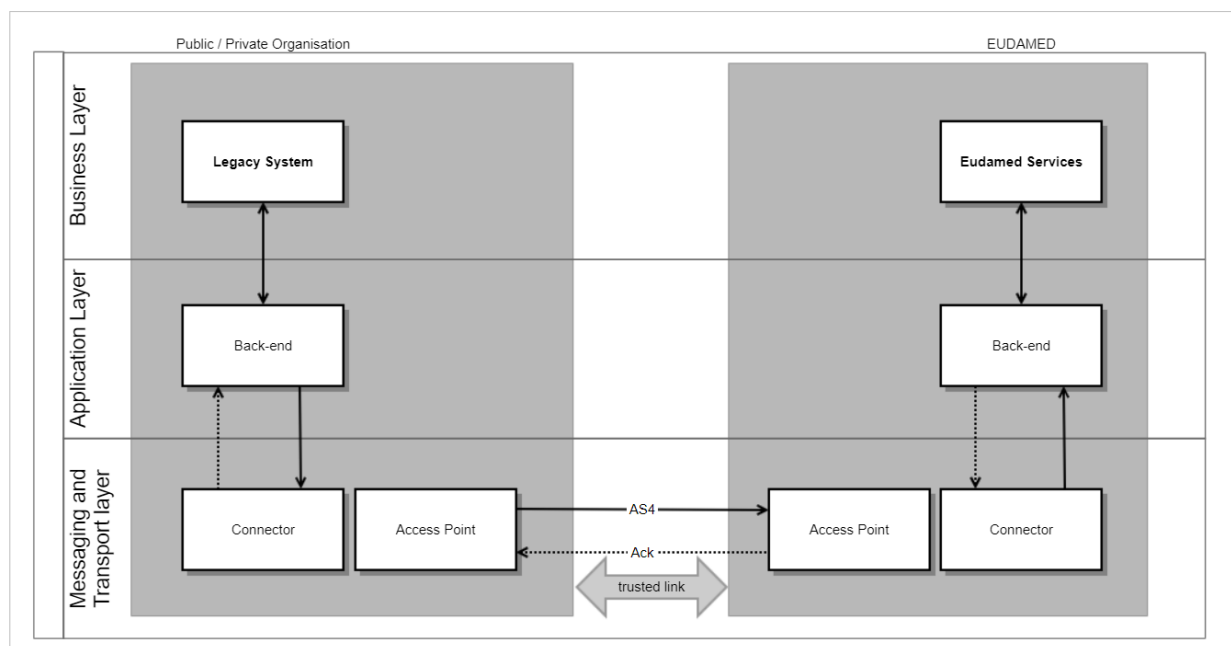 Public / Private Organisation
EUDAMED
Business Layer
Legacy System
Eudamed Services
Application Layer
Back-end
Back-end
Messaging and
Transport layer
Connector
Access Point
AS4
Ack
trusted link
Access Point
Connector